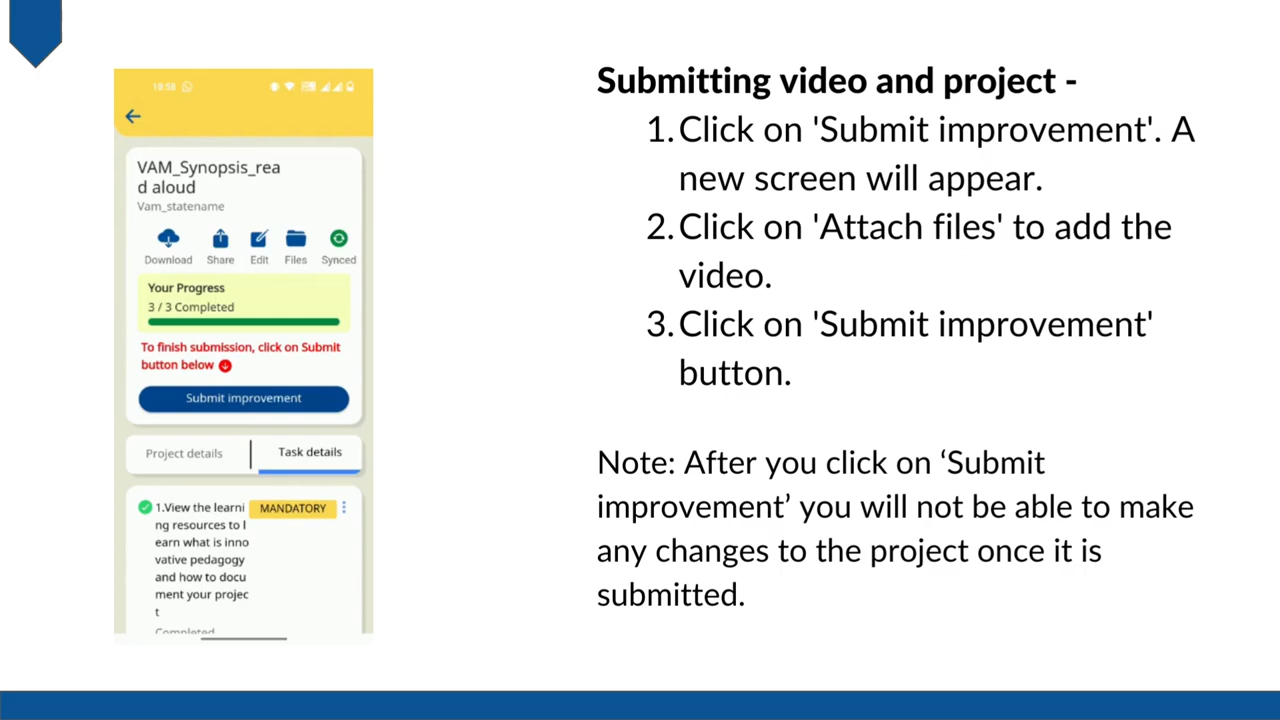 18:58
VAM_Synopsis_rea
d aloud
Vam_statename
Download Share Edit Files Synced
Your Progress
3 / 3 Completed
To finish submission, click on Submit
button below
Submit improvement
Project details Task details
1.View the learni MANDATORY
ng resources to l
earn what is inno
vative pedagogy
and how to docu
ment your projec
t
Completed
Submitting video and project -
1. Click on 'Submit improvement'. A
new screen will appear.
2. Click on 'Attach files' to add the
video.
3. Click on 'Submit improvement'
button.
Note: After you click on ‘Submit
improvement’ you will not be able to make
any changes to the project once it is
submitted.